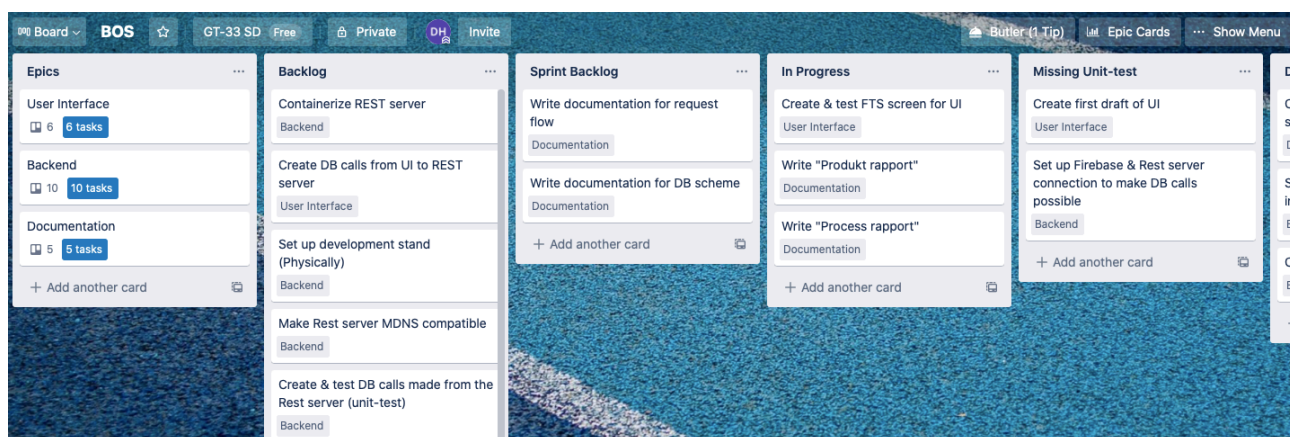 Board
BOS
GT-33 SD Free
Private
DH
Invite
Butler (1 Tip)
Epic Cards
Show Menu
Epics
User Interface
6 6 tasks
Backend
10 10 tasks
Documentation
5 5 tasks
+ Add another card
Backlog
Containerize REST server
Backend
Create DB calls from UI to REST
server
User Interface
Set up development stand
(Physically)
Backend
Make Rest server MDNS compatible
Backend
Create & test DB calls made from the
Rest server (unit-test)
Backend
Sprint Backlog
Write documentation for request
flow
Documentation
Write documentation for DB scheme
Documentation
+ Add another card
In Progress
Create & test FTS screen for UI
User Interface
Write "Produkt rapport"
Documentation
Write "Process rapport"
Documentation
+ Add another card
Missing Unit-test
Create first draft of UI
User Interface
Set up Firebase & Rest server
connection to make DB calls
possible
Backend
+ Add another card